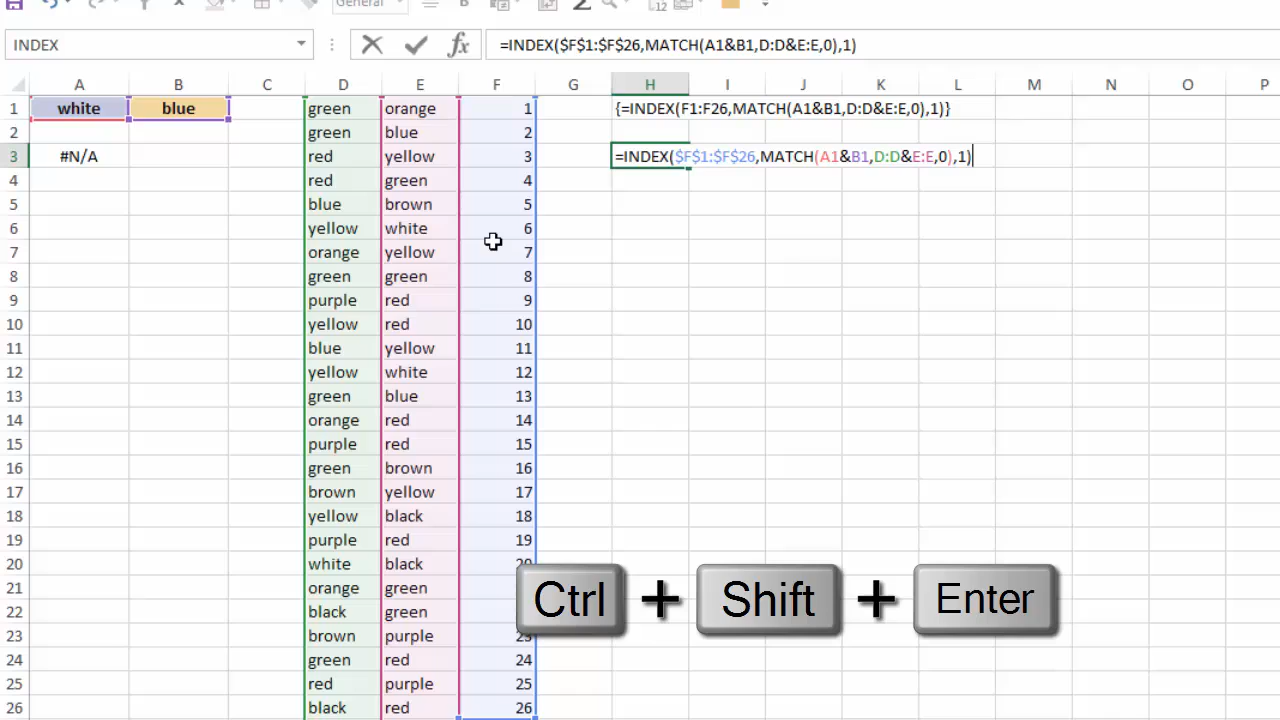 General
INDEX
=INDEX($F$1:$F$26,MATCH(A1&B1,D:D&E:E,0),1)
A B C D E F G H I J K L M N O P
1 white blue green orange 1 {=INDEX(F1:F26,MATCH(A1&B1,D:D&E:E,0),1)}
2 green blue 2
3 #N/A red yellow 3 =INDEX($F$1:$F$26,MATCH(A1&B1,D:D&E:E,0),1)
4 red green 4
5 blue brown 5
6 yellow white 6
7 orange yellow 7
8 green green 8
9 purple red 9
10 yellow red 10
11 blue yellow 11
12 yellow white 12
13 green blue 13
14 orange red 14
15 purple red 15
16 green brown 16
17 brown yellow 17
18 yellow black 18
19 purple red 19
20 white black 20
21 orange green
22 black green
23 brown purple 23
24 green red 24
25 red purple 25
26 black red 26
Ctrl + Shift + Enter